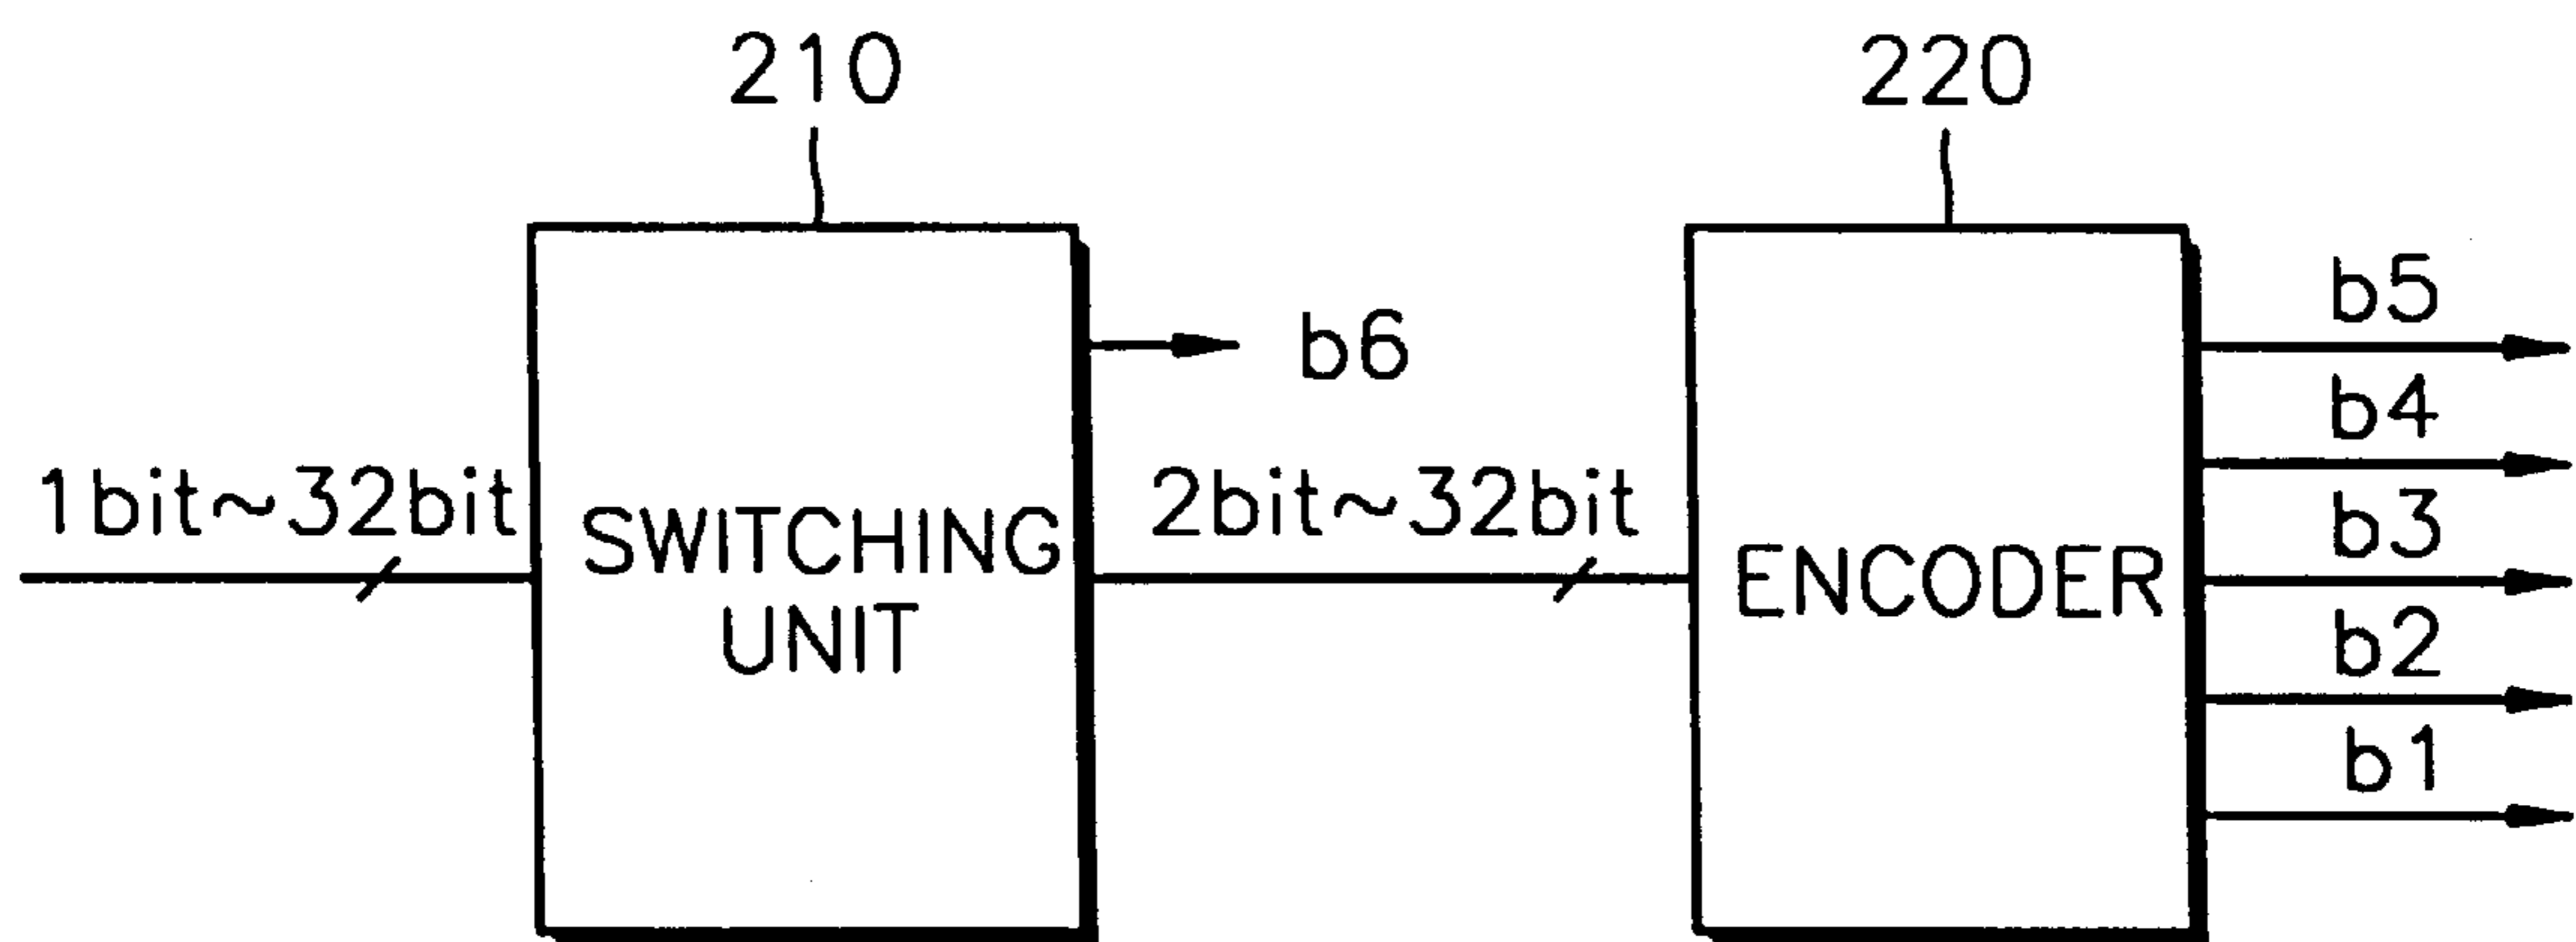 210
220
b6
b5
b4
b3
b2
b1
1bit~32bit
SWITCHING
UNIT
2bit~32bit
ENCODER